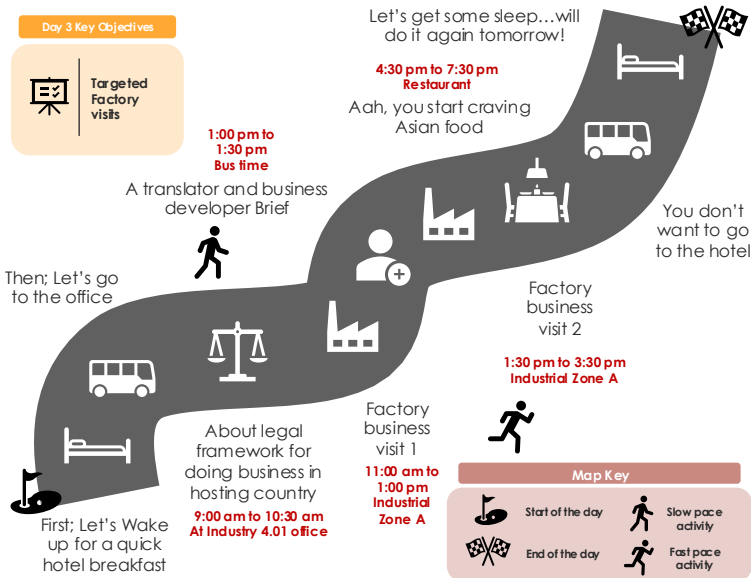 Day 3 Key Objectives
Targeted
Factory
visits
Let's get some sleep...will
do it again tomorrow!
4:30 pm to 7:30 pm
Restaurant
Aah, you start craving
Asian food
1:00 pm to
1:30 pm
Bus time
A translator and business
developer Brief
You don't
want to go
to the hotel
Then; Let's go
to the office
Factory
business
visit 2
1:30 pm to 3:30 pm
Industrial Zone A
Factory
business
visit 1
11:00 am to
1:00 pm
Industrial
Zone A
About legal
framework for
doing business in
hosting country
9:00 am to 10:30 am
At Industry 4.01 office
First; Let's Wake
up for a quick
hotel breakfast
Map Key
Start of the day
Slow pace
activity
End of the day
Fast pace
activity